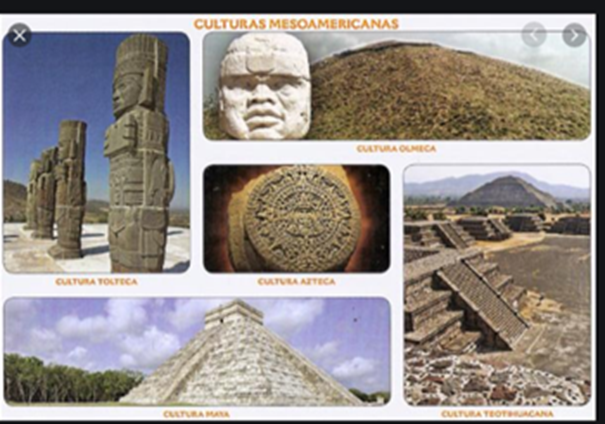 CULTURAS MESOAMERICANAS
CULTURA OLMECA
CULTURA TOLTECA
CULTURA AZTECA
CULTURA MAYA
CULTURA TEOTIHUACANA